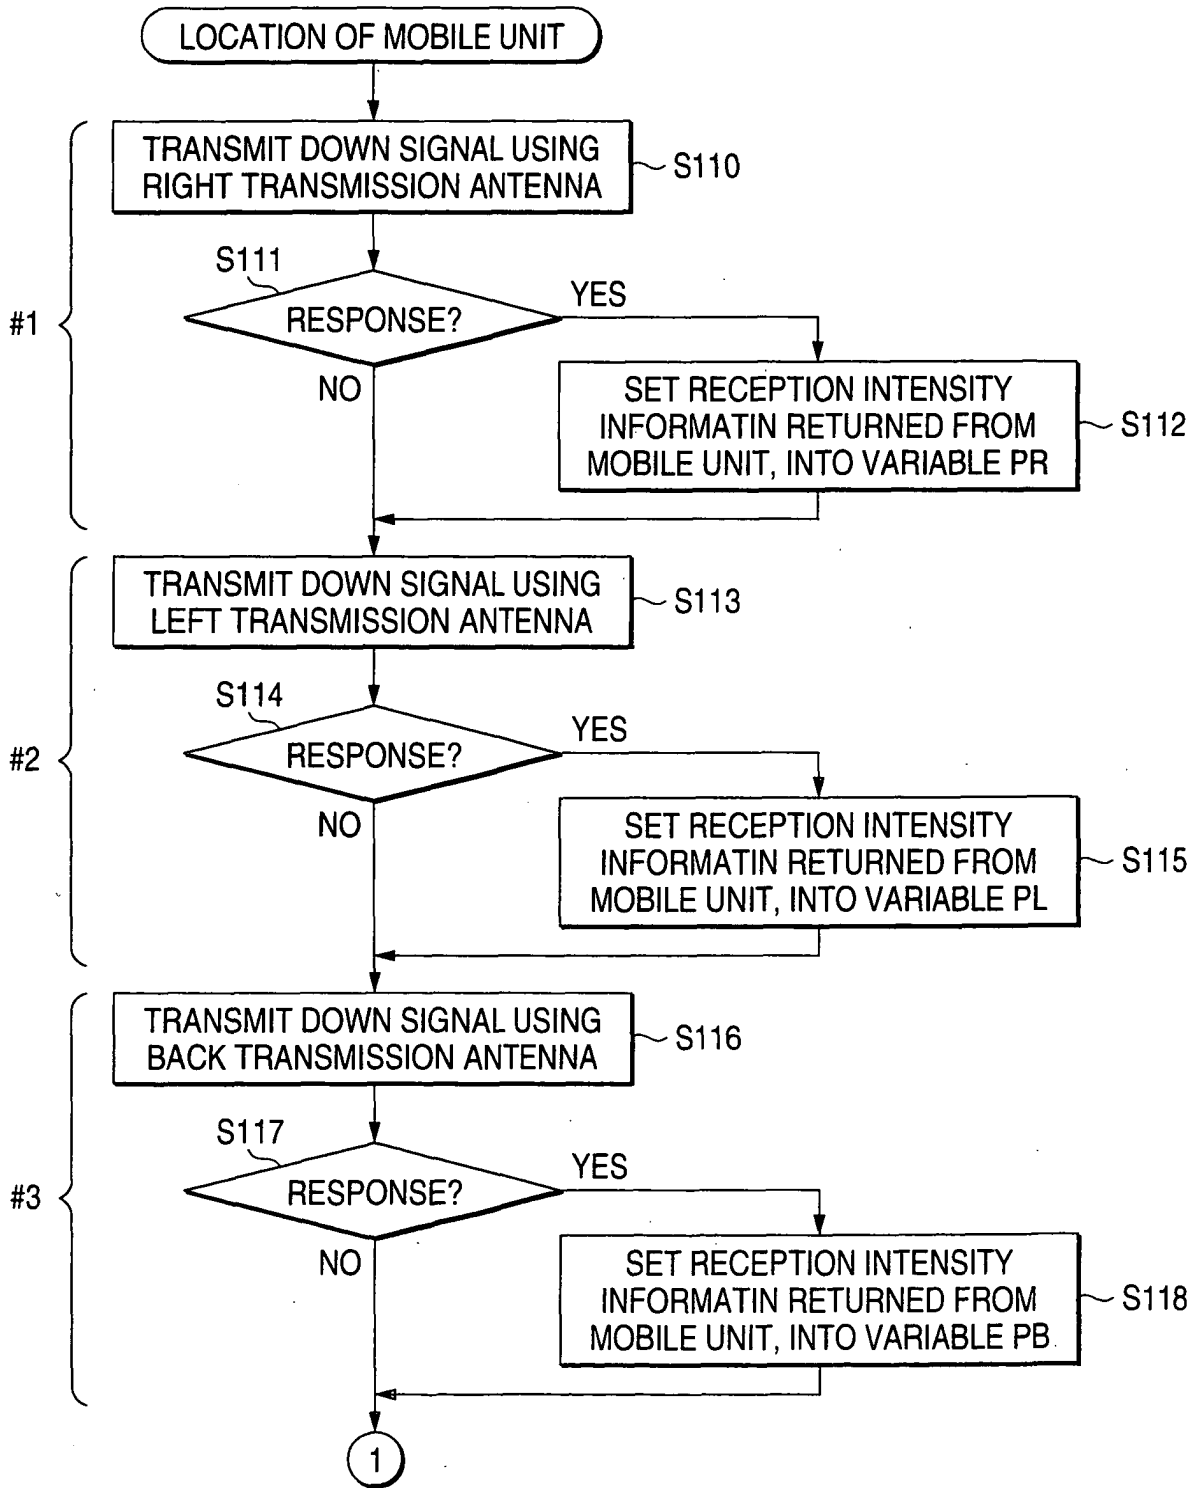 LOCATION OF MOBILE UNIT
#1
TRANSMIT DOWN SIGNAL USING
RIGHT TRANSMISSION ANTENNA
S110
S111
RESPONSE?
YES
NO
SET RECEPTION INTENSITY
INFORMATIN RETURNED FROM
MOBILE UNIT, INTO VARIABLE PR
S112
#2
TRANSMIT DOWN SIGNAL USING
LEFT TRANSMISSION ANTENNA
S113
S114
RESPONSE?
YES
NO
SET RECEPTION INTENSITY
INFORMATIN RETURNED FROM
MOBILE UNIT, INTO VARIABLE PL
S115
#3
TRANSMIT DOWN SIGNAL USING
BACK TRANSMISSION ANTENNA
S116
S117
RESPONSE?
YES
NO
SET RECEPTION INTENSITY
INFORMATIN RETURNED FROM
MOBILE UNIT, INTO VARIABLE PB
S118
1